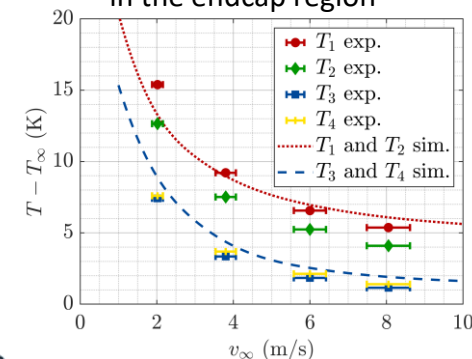 in the endcap region
20
15
10
5
0
T − T∞ (K)
T₁ exp.
T₂ exp.
T₃ exp.
T₄ exp.
T₁ and T₂ sim.
T₃ and T₄ sim.
0 2 4 6 8 10
v∞ (m/s)